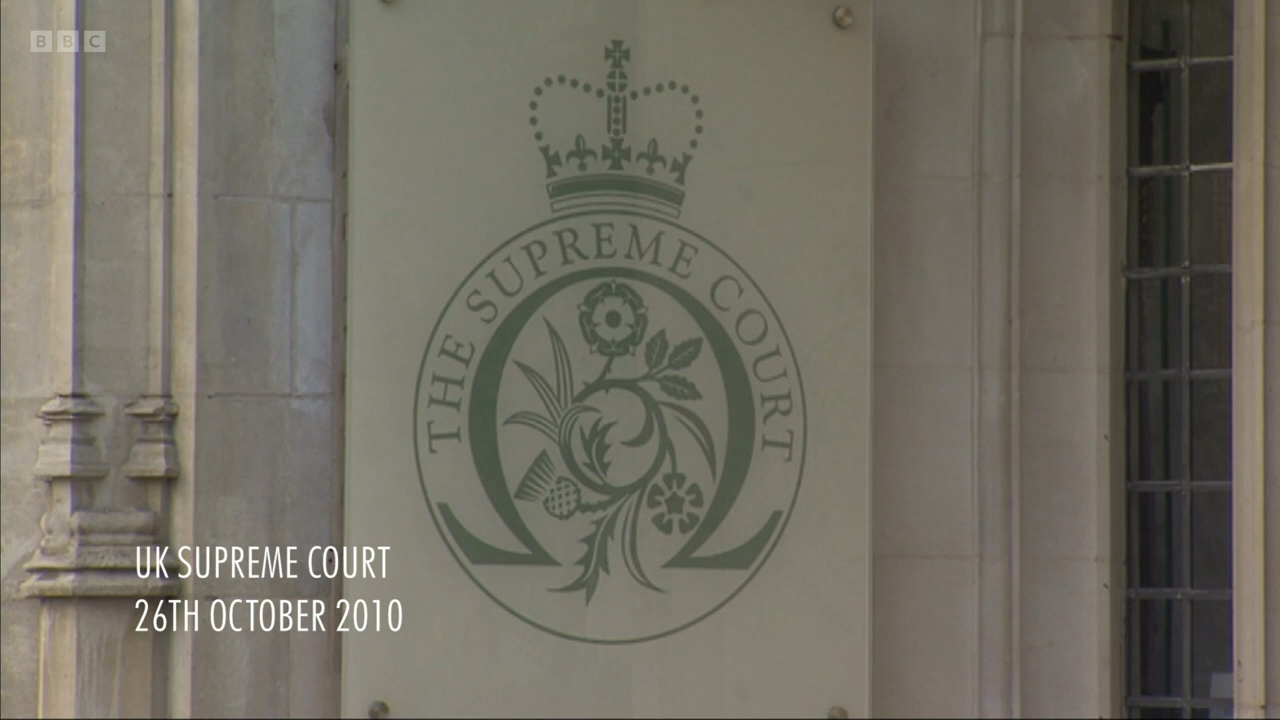 BBC
THE SUPREME COURT
UK SUPREME COURT
26TH OCTOBER 2010